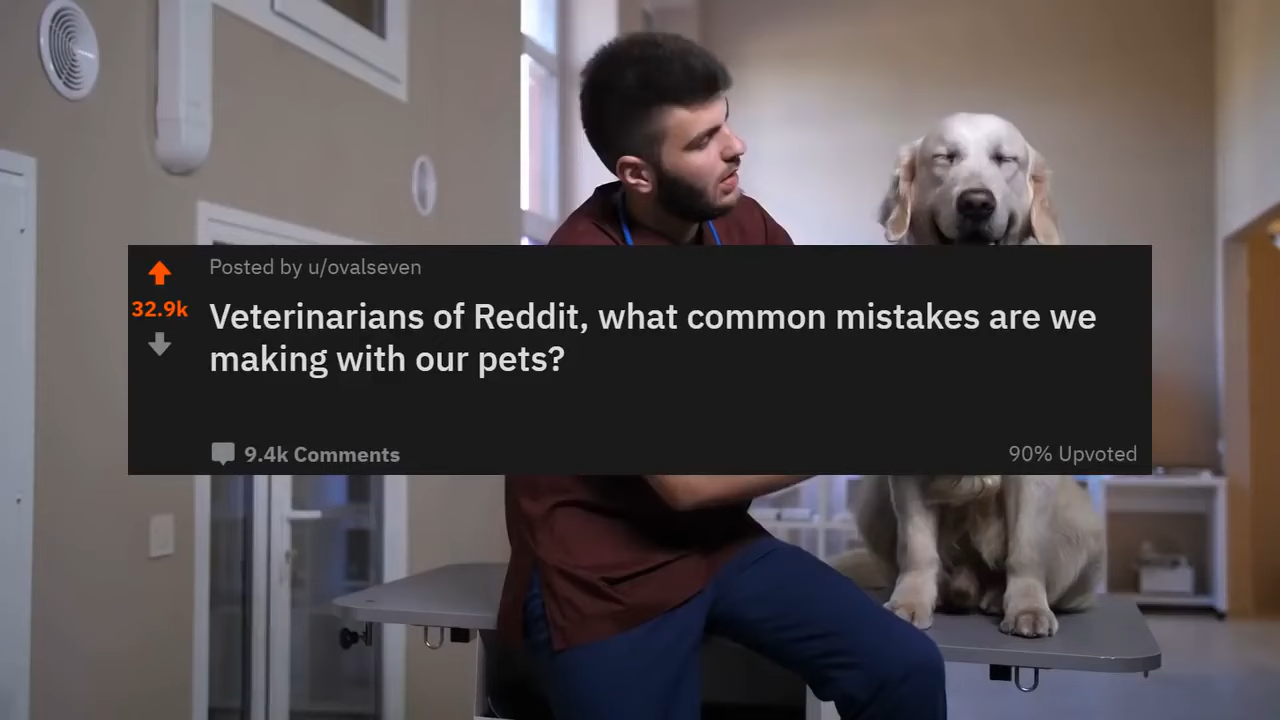 Posted by u/ovalseven
32.9k
Veterinarians of Reddit, what common mistakes are we
making with our pets?
9.4k Comments
90% Upvoted